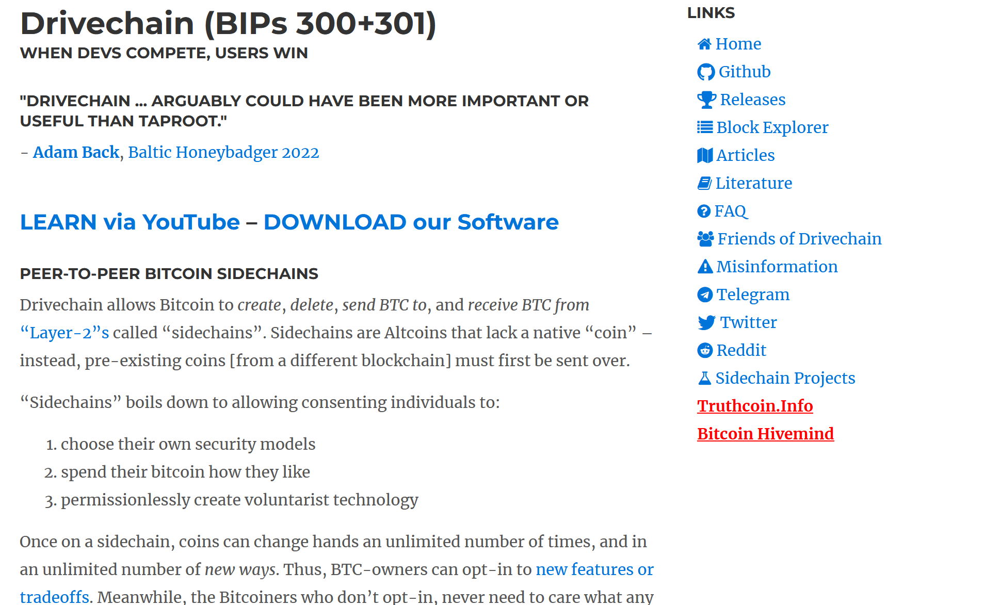 Drivechain (BIPs 300+301)
WHEN DEVS COMPETE, USERS WIN
"DRIVECHAIN ... ARGUABLY COULD HAVE BEEN MORE IMPORTANT OR
USEFUL THAN TAPROOT."
- Adam Back, Baltic Honeybadger 2022
LEARN via YouTube – DOWNLOAD our Software
PEER-TO-PEER BITCOIN SIDECHAINS
Drivechain allows Bitcoin to create, delete, send BTC to, and receive BTC from
“Layer-2”s called “sidechains”. Sidechains are Altcoins that lack a native “coin” –
instead, pre-existing coins [from a different blockchain] must first be sent over.
“Sidechains” boils down to allowing consenting individuals to:
1. choose their own security models
2. spend their bitcoin how they like
3. permissionlessly create voluntarist technology
Once on a sidechain, coins can change hands an unlimited number of times, and in
an unlimited number of new ways. Thus, BTC-owners can opt-in to new features or
tradeoffs. Meanwhile, the Bitcoiners who don’t opt-in, never need to care what any
LINKS
Home
Github
Releases
Block Explorer
Articles
Literature
FAQ
Friends of Drivechain
Misinformation
Telegram
Twitter
Reddit
Sidechain Projects
Truthcoin.Info
Bitcoin Hivemind